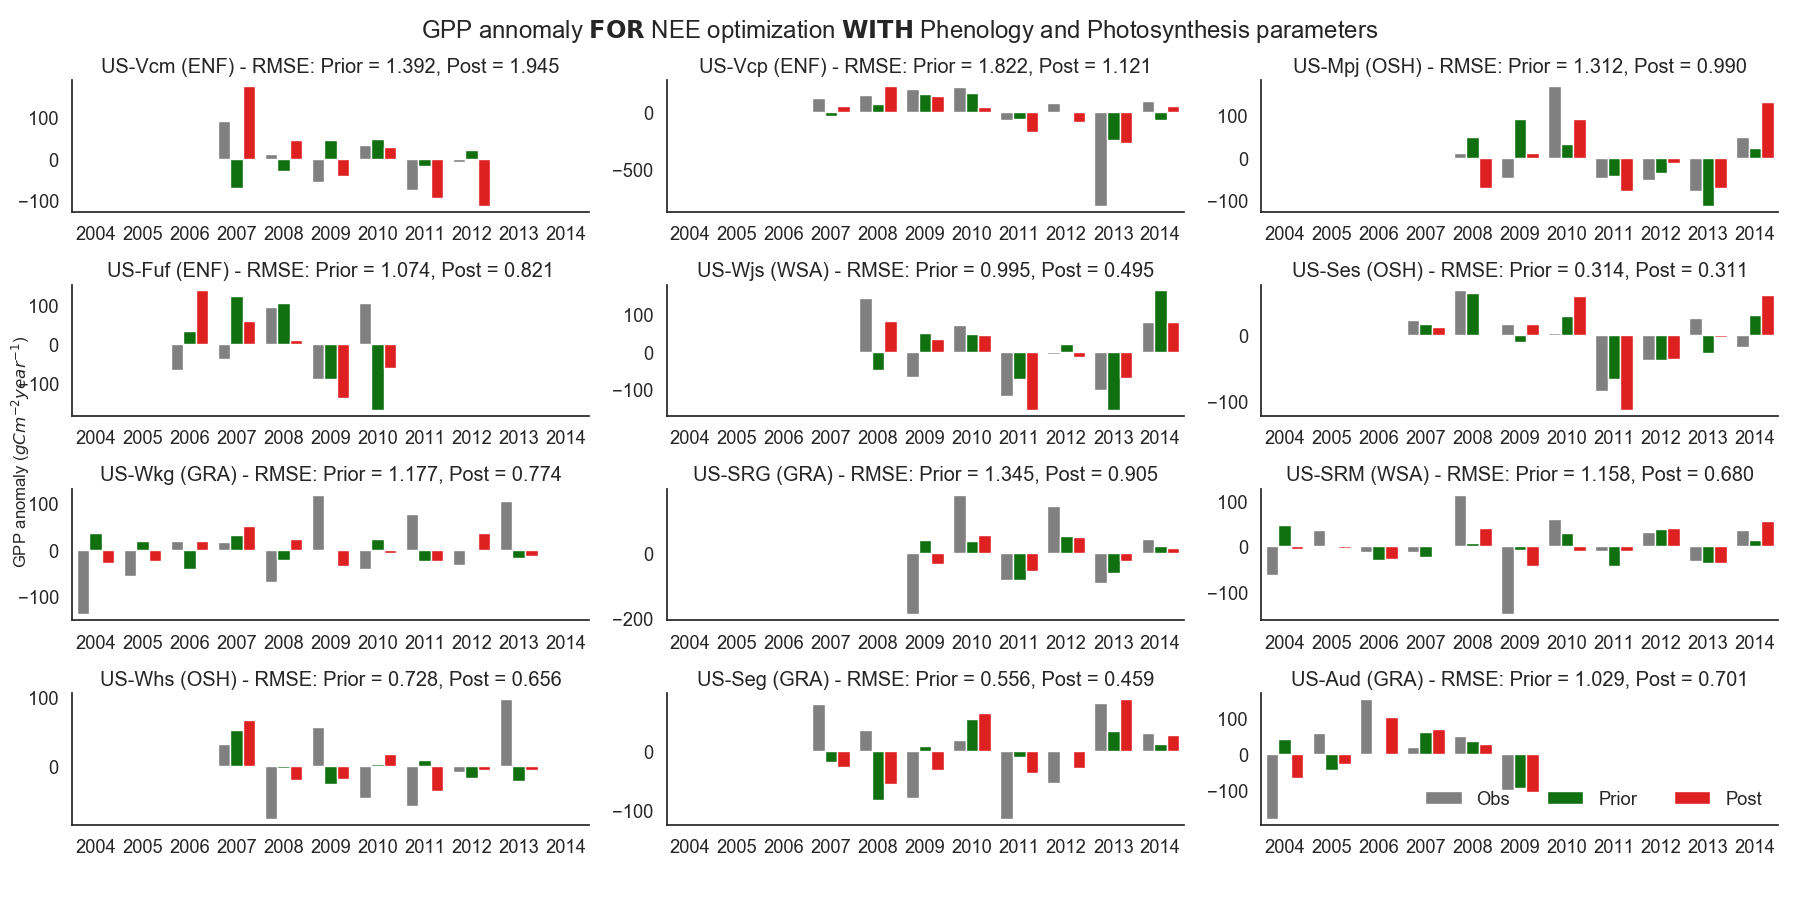 GPP annomaly FOR NEE optimization WITH Phenology and Photosynthesis parameters
GPP anomaly (gCm⁻²year⁻¹)
US-Vcm (ENF) - RMSE: Prior = 1.392, Post = 1.945
100
0
−100
2004 2005 2006 2007 2008 2009 2010 2011 2012 2013 2014
US-Vcp (ENF) - RMSE: Prior = 1.822, Post = 1.121
0
−500
2004 2005 2006 2007 2008 2009 2010 2011 2012 2013 2014
US-Mpj (OSH) - RMSE: Prior = 1.312, Post = 0.990
100
0
−100
2004 2005 2006 2007 2008 2009 2010 2011 2012 2013 2014
US-Fuf (ENF) - RMSE: Prior = 1.074, Post = 0.821
100
0
−100
2004 2005 2006 2007 2008 2009 2010 2011 2012 2013 2014
US-Wjs (WSA) - RMSE: Prior = 0.995, Post = 0.495
100
0
−100
2004 2005 2006 2007 2008 2009 2010 2011 2012 2013 2014
US-Ses (OSH) - RMSE: Prior = 0.314, Post = 0.311
0
−100
2004 2005 2006 2007 2008 2009 2010 2011 2012 2013 2014
US-Wkg (GRA) - RMSE: Prior = 1.177, Post = 0.774
100
0
−100
2004 2005 2006 2007 2008 2009 2010 2011 2012 2013 2014
US-SRG (GRA) - RMSE: Prior = 1.345, Post = 0.905
0
−200
2004 2005 2006 2007 2008 2009 2010 2011 2012 2013 2014
US-SRM (WSA) - RMSE: Prior = 1.158, Post = 0.680
100
0
−100
2004 2005 2006 2007 2008 2009 2010 2011 2012 2013 2014
US-Whs (OSH) - RMSE: Prior = 0.728, Post = 0.656
100
0
2004 2005 2006 2007 2008 2009 2010 2011 2012 2013 2014
US-Seg (GRA) - RMSE: Prior = 0.556, Post = 0.459
0
−100
2004 2005 2006 2007 2008 2009 2010 2011 2012 2013 2014
US-Aud (GRA) - RMSE: Prior = 1.029, Post = 0.701
100
0
−100
Obs Prior Post
2004 2005 2006 2007 2008 2009 2010 2011 2012 2013 2014